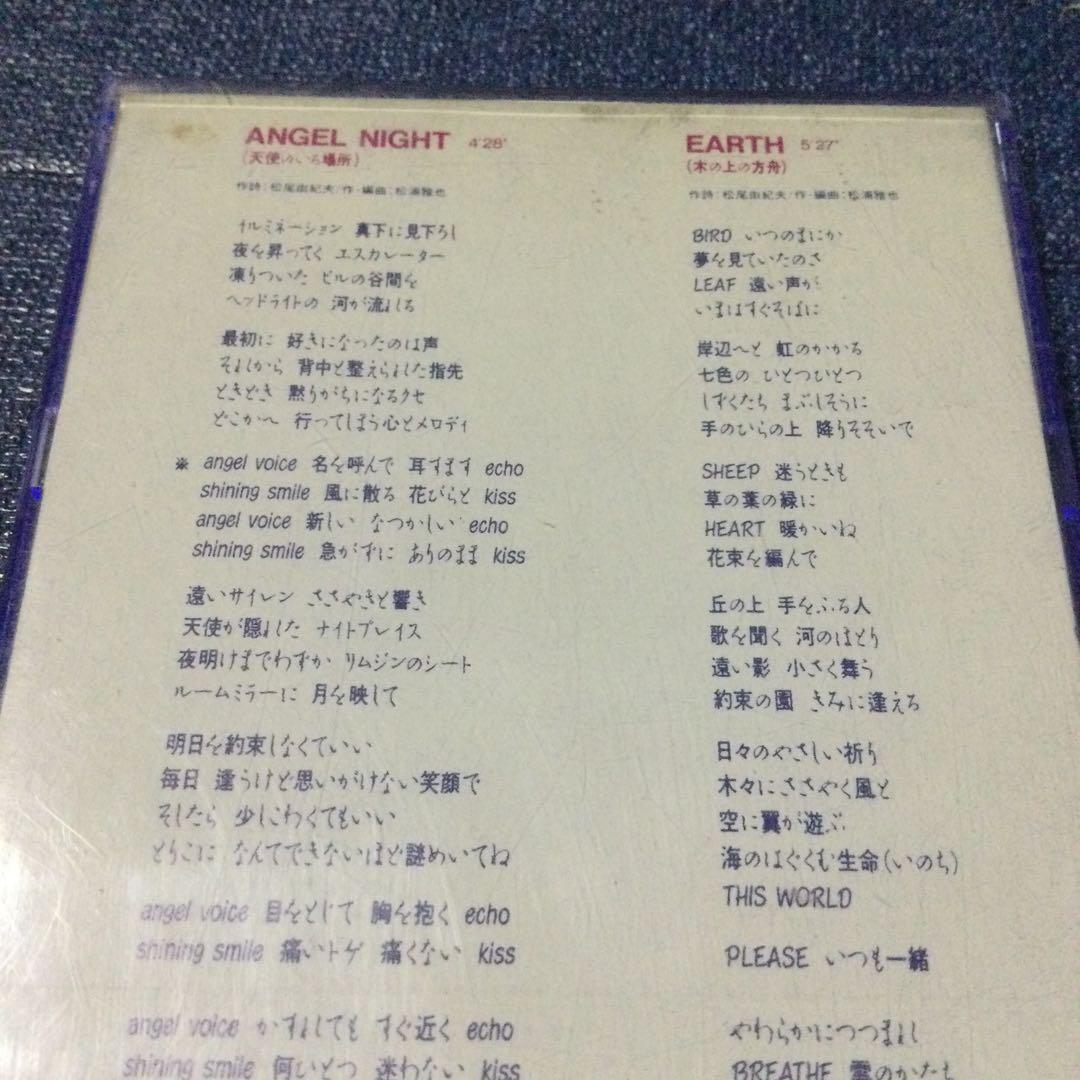 ANGEL NIGHT 4'28"
(天使のいる場所)
作詩:松尾由紀夫/作・編曲:松浦雅也
イルミネーション 真下に見下ろし
夜を昇ってく エスカレーター
凍りついた ビルの谷間を
ヘッドライトの 河が流れる
最初に 好きになったのは声
それから 背中と整えられた指先
ときどき 黙りがちになるクセ
どこかへ 行ってしまう心とメロディ
※ angel voice 名を呼んで 耳すます echo
shining smile 風に散る 花びらと kiss
angel voice 新しい なつかしい echo
shining smile 急がずに ありのまま kiss
遠いサイレン ささやきと響き
天使が隠れた ナイトプレイス
夜明けまでわずか リムジンのシート
ルームミラーに 月を映して
明日を約束しなくていい
毎日 逢うけど思いがけない笑顔で
そしたら 少しこわくてもいい
とりこに なんてできないほど謎めいてね
angel voice 目をとじて 胸を抱く echo
shining smile 痛いトゲ 痛くない kiss
angel voice かすれても すぐ近く echo
shining smile 何ひとつ 迷わない kiss
EARTH 5'27"
(木の上の方舟)
作詩:松尾由紀夫/作・編曲:松浦雅也
BIRD いつのまにか
夢を見ていたのさ
LEAF 遠い声が
いまはすぐそばに
岸辺へと 虹のかかる
七色の ひとつひとつ
しずくたち まぶしそうに
手のひらの上 降りそそいで
SHEEP 迷うときも
草の葉の緑に
HEART 暖かいね
花束を編んで
丘の上 手をふる人
歌を聞く 河のほとり
遠い影 小さく舞う
約束の園 きみに逢える
日々のやさしい祈り
木々にささやく風と
空に翼が遊ぶ
海のはぐくむ生命(いのち)
THIS WORLD
PLEASE いつも一緒
やわらかにつつまれ
BREATHE 雲のかたち